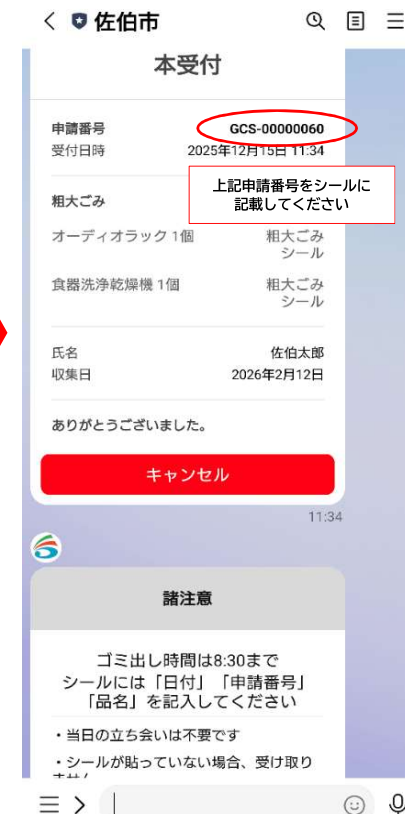 佐伯市
本受付
申請番号 GCS-00000060
受付日時 2025年12月15日 11:34
上記申請番号をシールに
記載してください
粗大ごみ
オーディオラック 1個 粗大ごみ
シール
食器洗浄乾燥機 1個 粗大ごみ
シール
氏名 佐伯太郎
収集日 2026年2月12日
ありがとうございました。
キャンセル
11:34
諸注意
ゴミ出し時間は8:30まで
シールには「日付」「申請番号」
「品名」を記入してください
・当日の立ち会いは不要です
・シールが貼っていない場合、受け取り